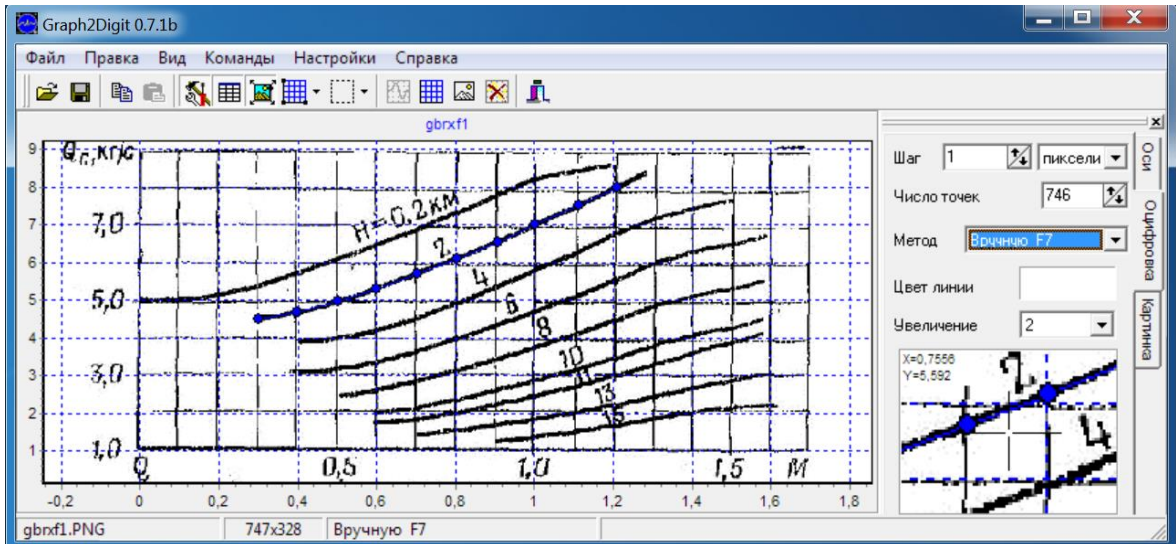 Graph2Digit 0.7.1b
Файл Правка Вид Команды Настройки Справка
gbrxf1
9
8
7
6
5
4
3
2
1
Qг,кг/с
7,0
5,0
3,0
1,0
H=0,2км
2
4
6
8
10
11
13
15
0 0,5 1,0 1,5 М
-0,2 0 0,2 0,4 0,6 0,8 1 1,2 1,4 1,6 1,8
Шаг 1 пиксели
Число точек 746
Метод Вручную F7
Цвет линии
Увеличение 2
X=0,7556
Y=5,592
2
4
Оси
Оцифровка
Картинка
gbrxf1.PNG 747x328 Вручную F7